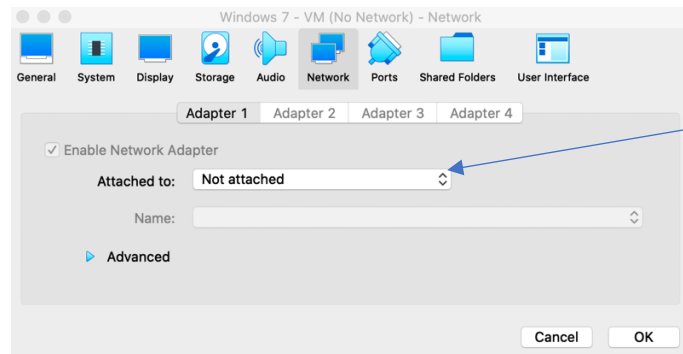 Windows 7 - VM (No Network) - Network
General System Display Storage Audio Network Ports Shared Folders User Interface
Adapter 1 Adapter 2 Adapter 3 Adapter 4
Enable Network Adapter
Attached to: Not attached
Name:
Advanced
Cancel OK